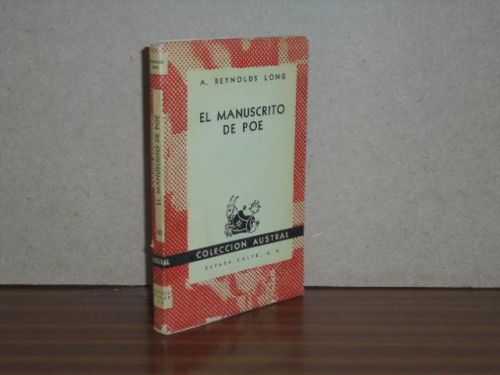 A. REYNOLDS LONG
EL MANUSCRITO
DE POE
COLECCION AUSTRAL
ESPASA-CALPE, S. A.
EL MANUSCRITO DE POE
AUSTRAL